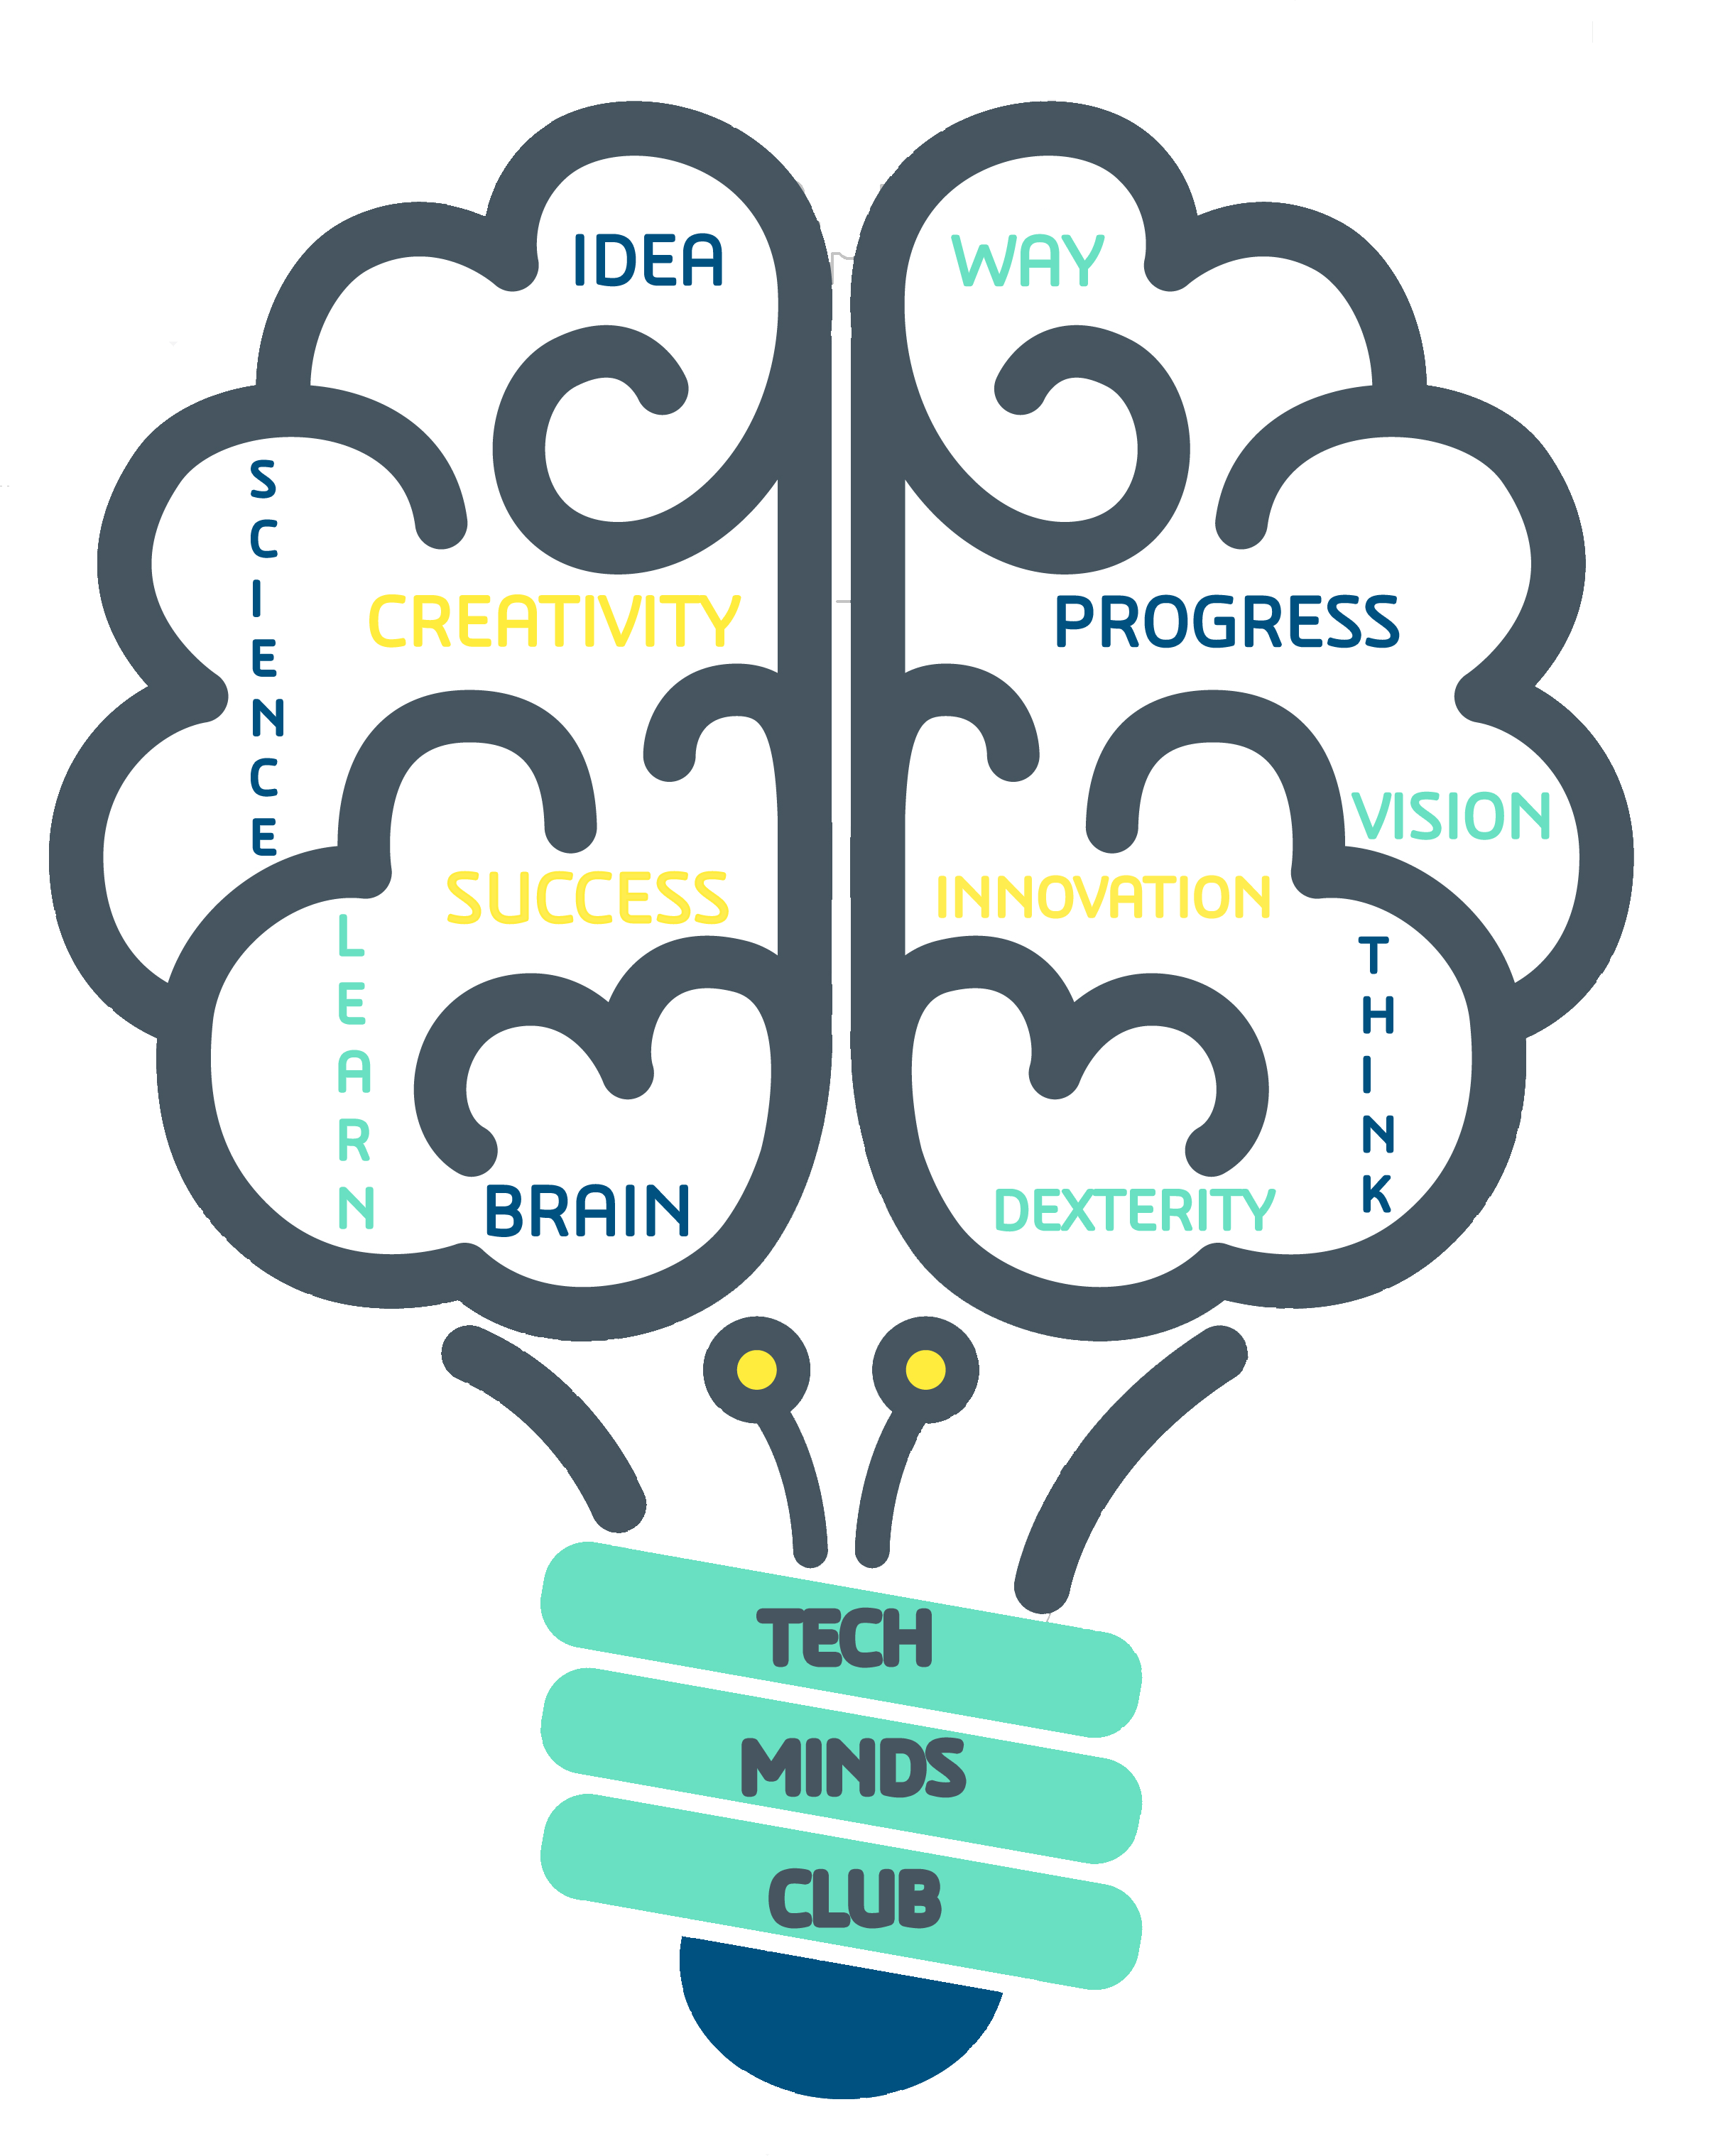 IDEA
WAY
SCIENCE
CREATIVITY
PROGRESS
VISION
SUCCESS
INNOVATION
LEARN
THINK
BRAIN
DEXTERITY
TECH
MINDS
CLUB